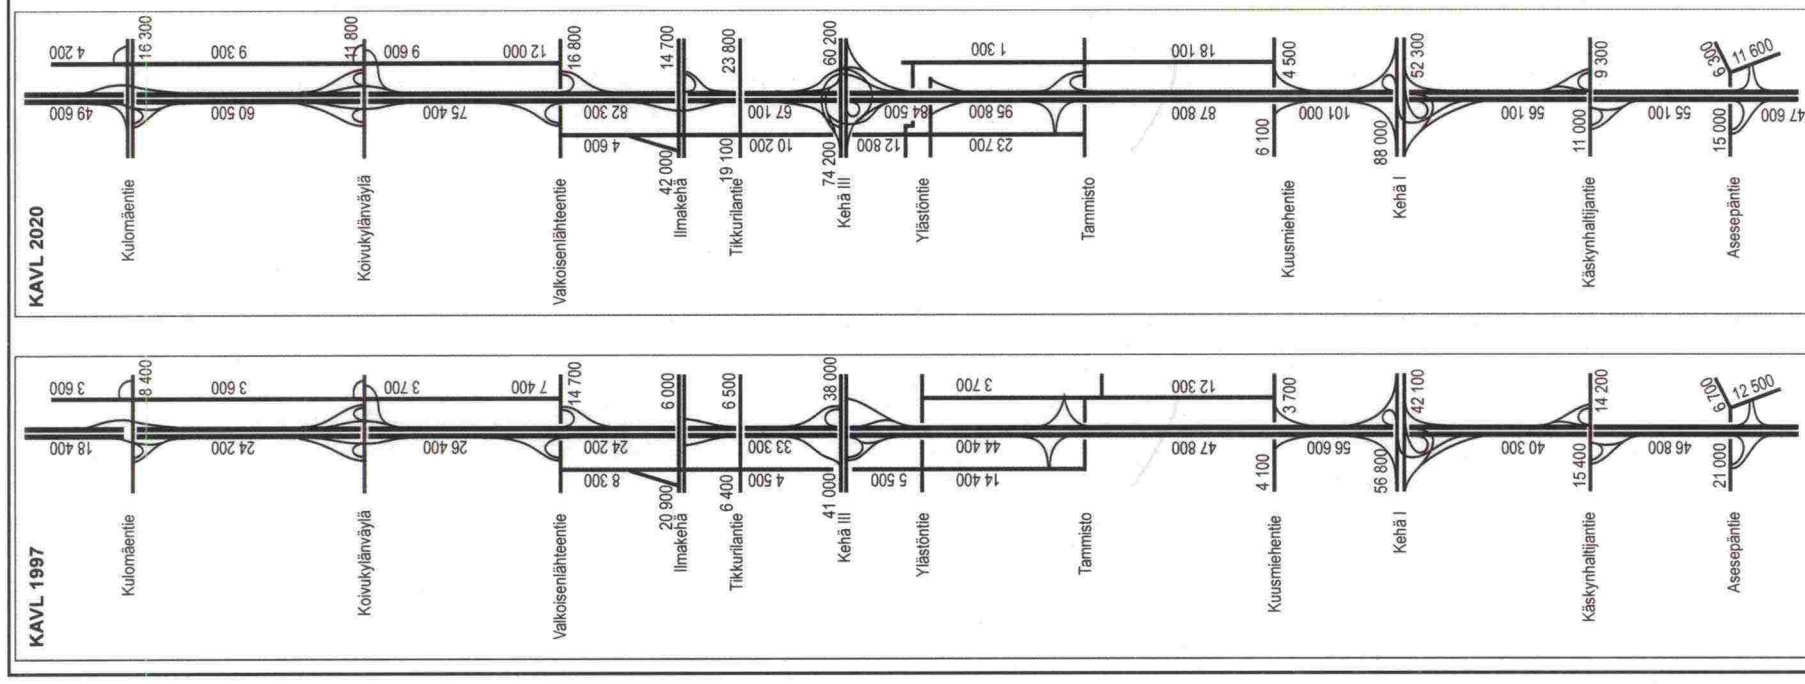 KAVL 2020
4 200
16 300
9 300
11 800
9 600
12 000
16 800
14 700
23 800
60 200
1 300
18 100
4 500
52 300
9 300
6 300
11 600
49 600
60 500
75 400
82 300
67 100
84 500
95 800
87 800
101 000
56 100
55 100
47 600
4 600
42 000
19 100
10 200
74 200
12 800
23 700
6 100
88 000
11 000
15 000
Kulomäentie
Koivukylänväylä
Valkoisenlähteentie
Ilmakehä
Tikkurilantie
Kehä III
Ylästöntie
Tammisto
Kuusmiehentie
Kehä I
Käskynhaltijantie
Asesepäntie
KAVL 1997
3 600
8 400
3 600
3 700
7 400
14 700
6 000
6 500
38 000
3 700
12 300
3 700
42 100
14 200
6 700
12 500
18 400
24 200
26 400
24 200
33 300
44 400
47 800
56 600
40 300
46 800
8 300
20 900
6 400
4 500
41 000
5 500
14 400
4 100
56 800
15 400
21 000
Kulomäentie
Koivukylänväylä
Valkoisenlähteentie
Ilmakehä
Tikkurilantie
Kehä III
Ylästöntie
Tammisto
Kuusmiehentie
Kehä I
Käskynhaltijantie
Asesepäntie